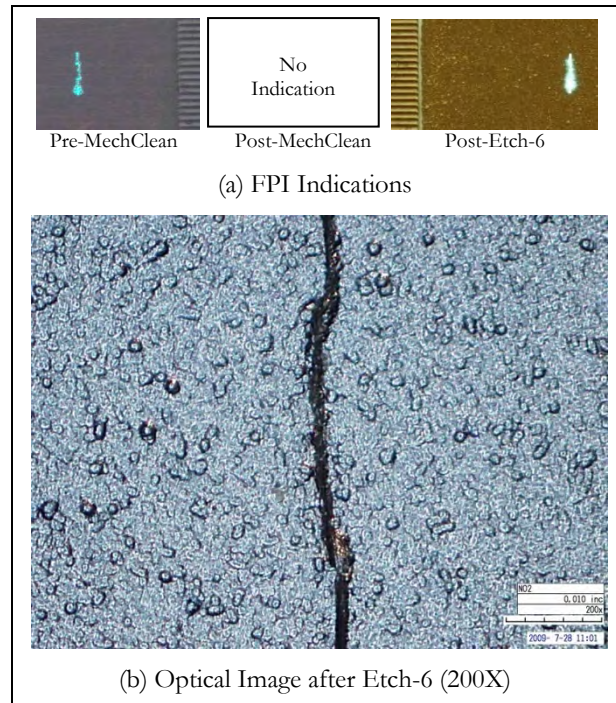 No
Indication
Pre-MechClean
Post-MechClean
Post-Etch-6
(a) FPI Indications
NO2
0.010 inc
200x
2009- 7-28 11:01
(b) Optical Image after Etch-6 (200X)